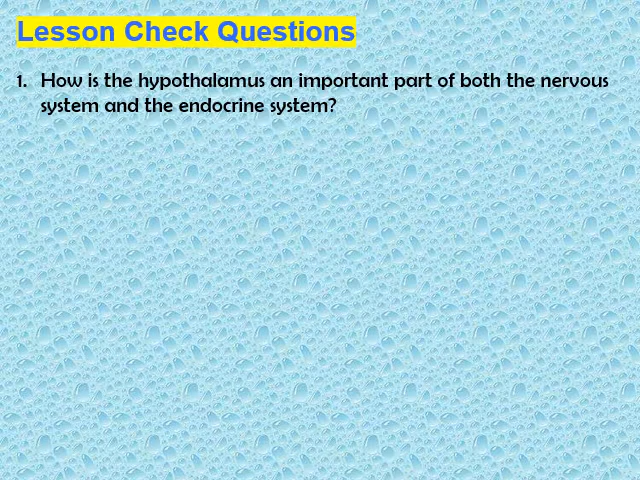 Lesson Check Questions
1. How is the hypothalamus an important part of both the nervous
system and the endocrine system?